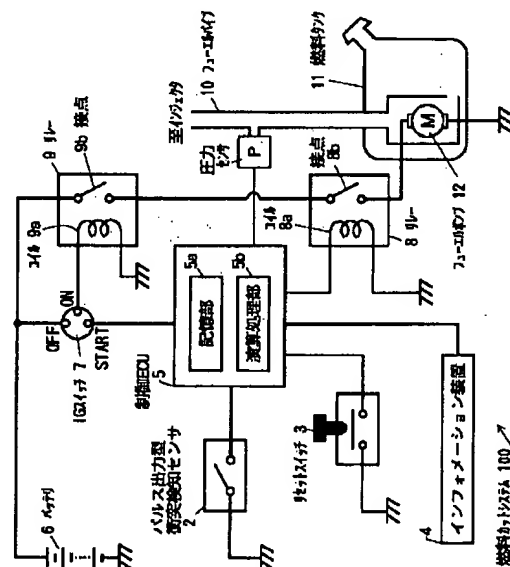 燃料カットシステム 100
6 バッテリ
OFF
ON
START
IGスイッチ 7
コイル 9a
9 リレー
9b 接点
至インジェクタ
10 フューエルパイプ
11 燃料タンク
圧力
センサ
P
M
フューエルポンプ 12
接点
8b
コイル
8a
8 リレー
制御ECU
5
5a
記憶部
5b
演算処理部
パルス出力型
衝突検知センサ
2
リセットスイッチ 3
4
インフォメーション装置